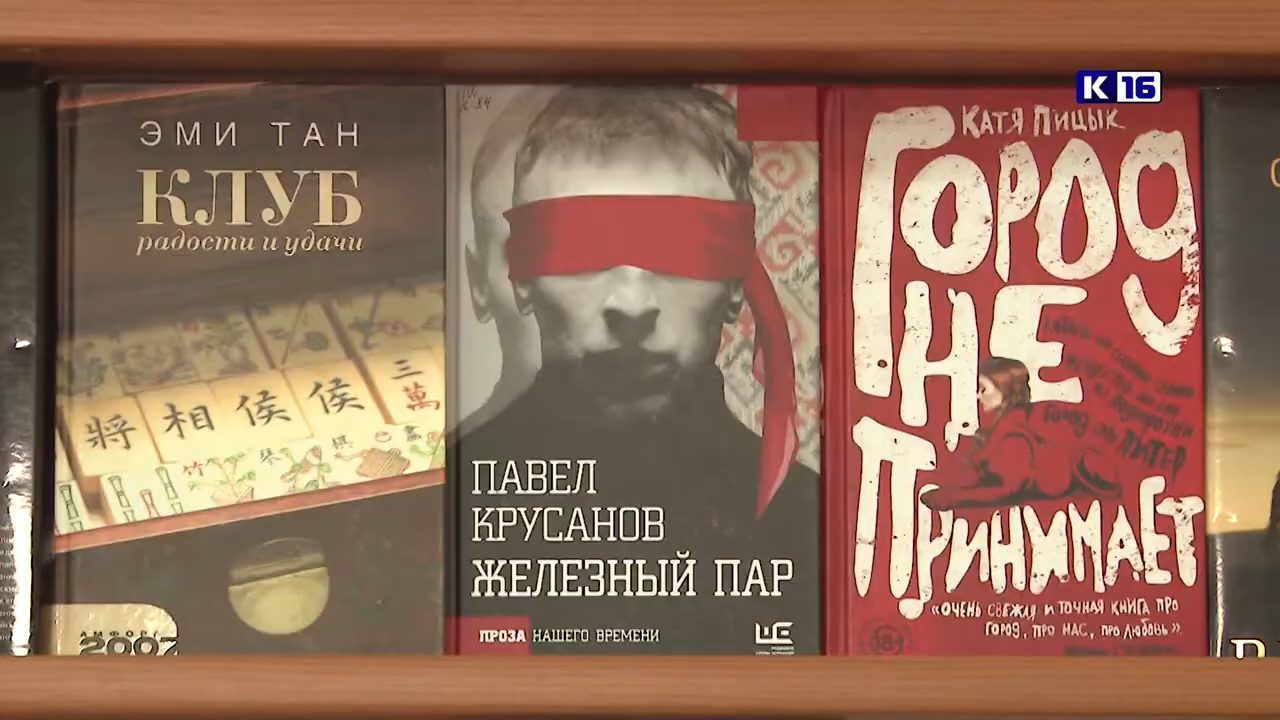 К 16
ЭМИ ТАН
КЛУБ
радости и удачи
將 相 侯 侯 三萬
АМФОРА
2007
ПАВЕЛ
КРУСАНОВ
ЖЕЛЕЗНЫЙ ПАР
ПРОЗА НАШЕГО ВРЕМЕНИ
КАТЯ ПИЦЫК
ГОРОД
НЕ
ПРИНИМАЕТ
ПИТЕР
«ОЧЕНЬ СВЕЖАЯ И ТОЧНАЯ КНИГА ПРО
ГОРОД, ПРО НАС, ПРО ЛЮБОВЬ».
18+